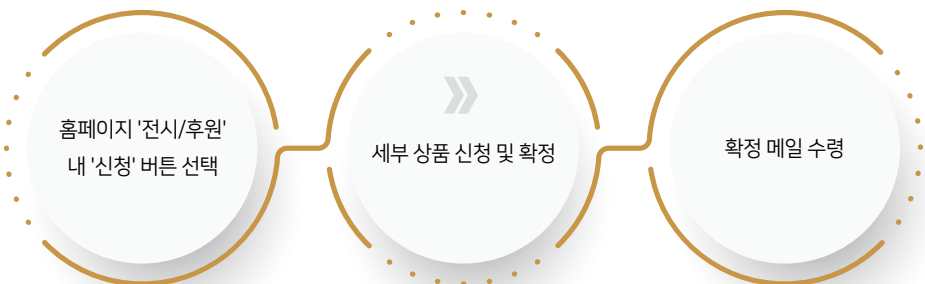 홈페이지 '전시/후원'
내 '신청' 버튼 선택
세부 상품 신청 및 확정
확정 메일 수령